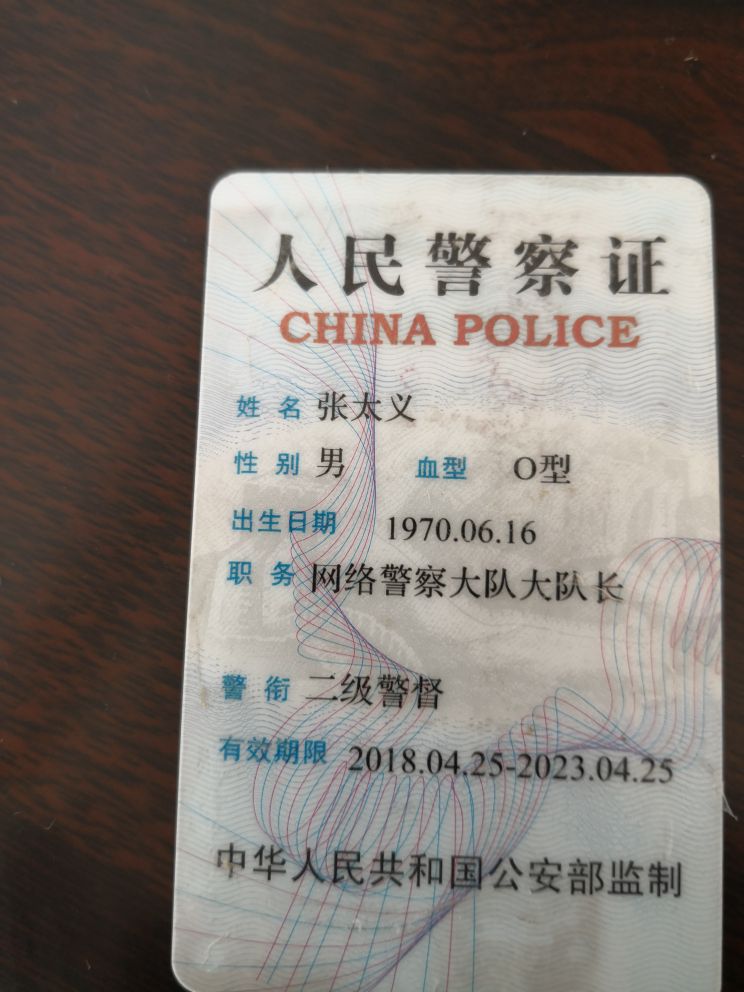 人民警察证
CHINA POLICE
姓 名 张太义
性 别 男 血型 O型
出生日期 1970.06.16
职 务 网络警察大队大队长
警 衔 二级警督
有效期限 2018.04.25-2023.04.25
中华人民共和国公安部监制